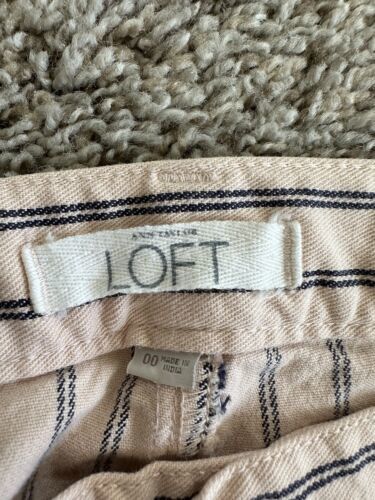 ANN TAYLOR
LOFT
00
MADE IN
INDIA